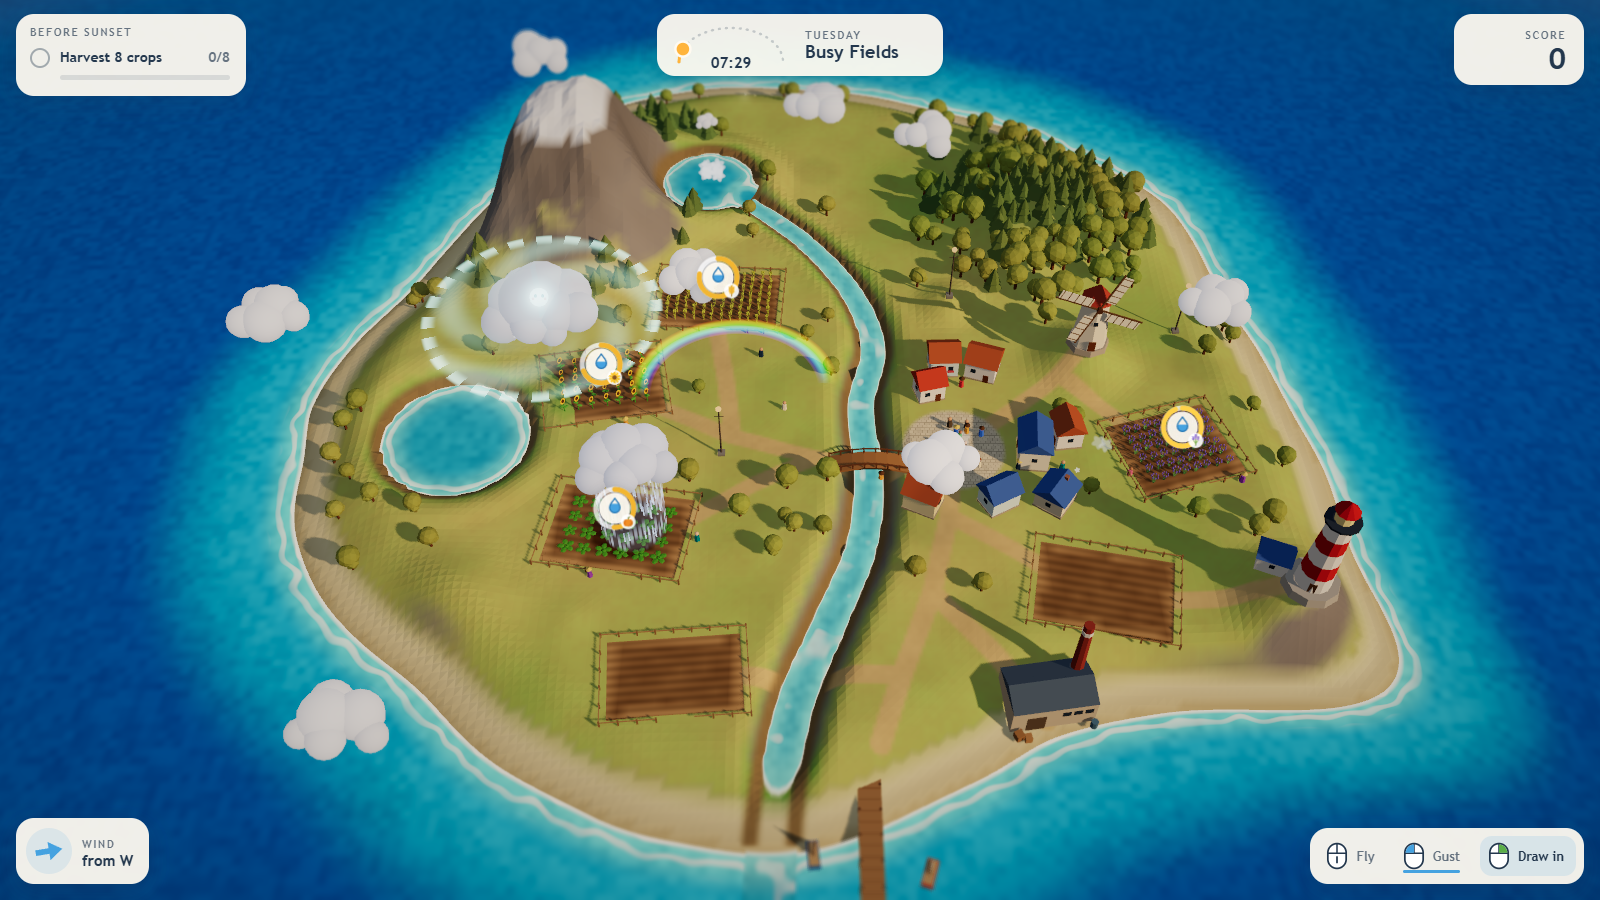 BEFORE SUNSET
Harvest 8 crops 0/8
07:29
TUESDAY
Busy Fields
SCORE
0
WIND
from W
Fly
Gust
Draw in